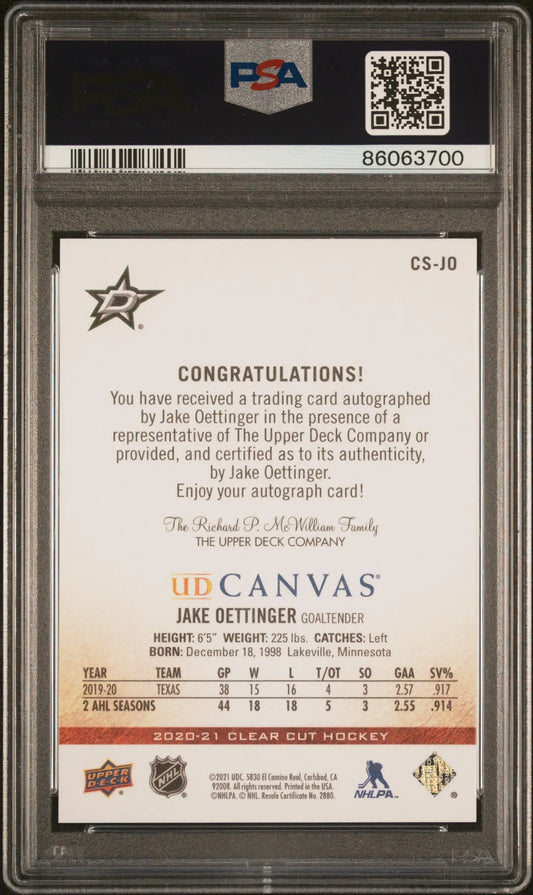 PSA
86063700
CS-JO
D
CONGRATULATIONS!
You have received a trading card autographed
by Jake Oettinger in the presence of a
representative of The Upper Deck Company or
provided, and certified as to its authenticity,
by Jake Oettinger.
Enjoy your autograph card!
The Richard P. McWilliam Family
THE UPPER DECK COMPANY
UD CANVAS®
JAKE OETTINGER GOALTENDER
HEIGHT: 6'5" WEIGHT: 225 lbs. CATCHES: Left
BORN: December 18, 1998 Lakeville, Minnesota
YEAR TEAM GP W L T/OT SO GAA SV%
2019-20 TEXAS 38 15 16 4 3 2.57 .917
2 AHL SEASONS 44 18 18 5 3 2.55 .914
2020-21 CLEAR CUT HOCKEY
UPPER DECK
NHL
©2021 UDC. 5830 El Camino Real, Carlsbad, CA
92008. All rights reserved. Printed in the USA.
©NHLPA. © NHL. Resale Certificate No. 2880.
NHLPA
PSA